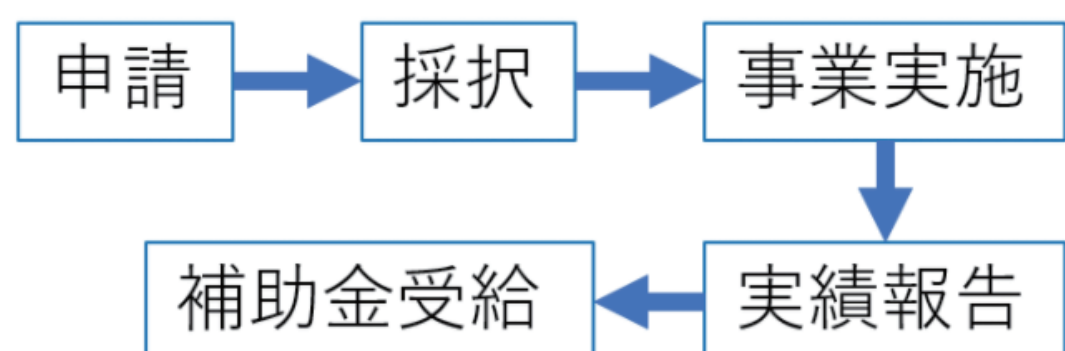 申請
採択
事業実施
実績報告
補助金受給